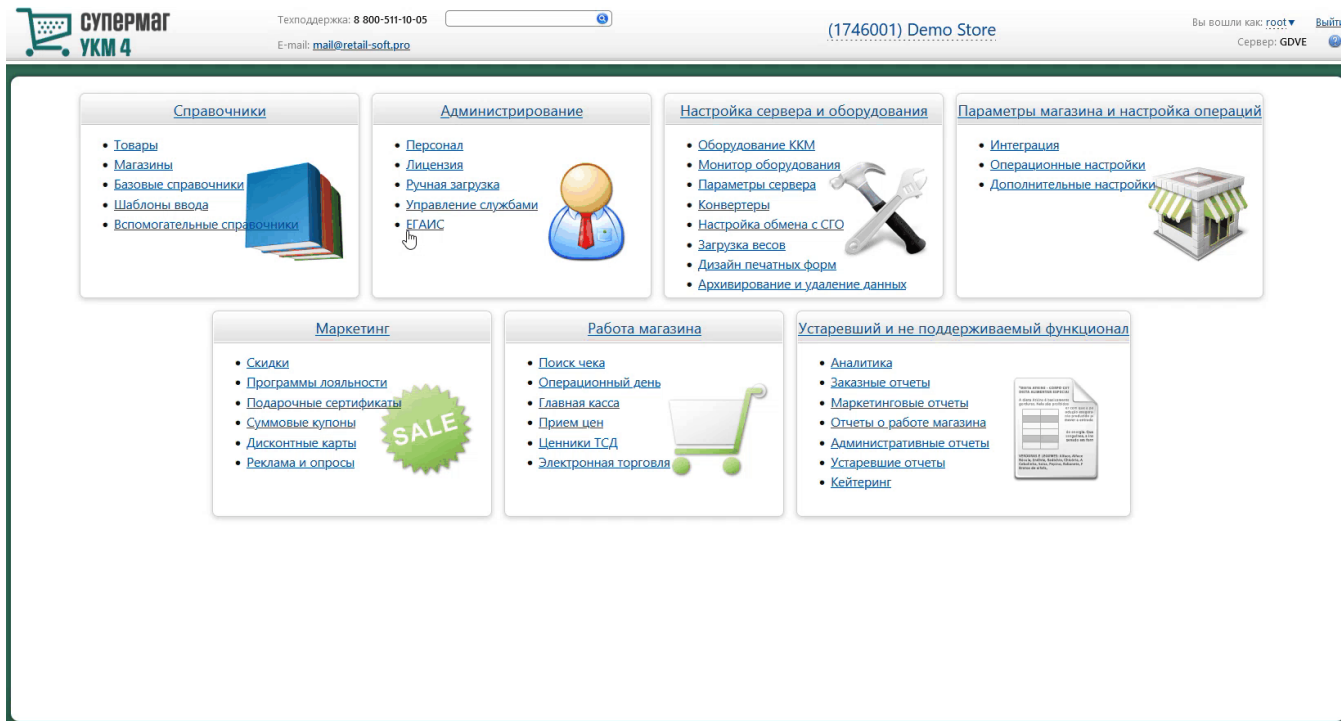 СУПЕРМАГ
УКМ 4
Техподдержка: 8 800-511-10-05
E-mail: mail@retail-soft.pro
(1746001) Demo Store
Вы вошли как: root▼ Выйти
Сервер: GDVE
Справочники
• Товары
• Магазины
• Базовые справочники
• Шаблоны ввода
• Вспомогательные справочники
Администрирование
• Персонал
• Лицензия
• Ручная загрузка
• Управление службами
• ЕГАИС
Настройка сервера и оборудования
• Оборудование ККМ
• Монитор оборудования
• Параметры сервера
• Конвертеры
• Настройка обмена с СГО
• Загрузка весов
• Дизайн печатных форм
• Архивирование и удаление данных
Параметры магазина и настройка операций
• Интеграция
• Операционные настройки
• Дополнительные настройки
Маркетинг
• Скидки
• Программы лояльности
• Подарочные сертификаты
• Суммовые купоны
• Дисконтные карты
• Реклама и опросы
SALE
Работа магазина
• Поиск чека
• Операционный день
• Главная касса
• Прием цен
• Ценники ТСД
• Электронная торговля
Устаревший и не поддерживаемый функционал
• Аналитика
• Заказные отчеты
• Маркетинговые отчеты
• Отчеты о работе магазина
• Административные отчеты
• Устаревшие отчеты
• Кейтеринг